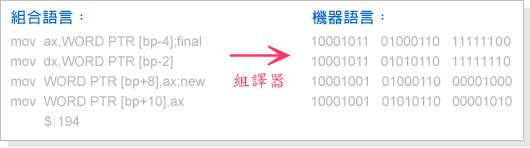 組合語言：
mov ax,WORD PTR [bp-4];final
mov dx,WORD PTR [bp-2]
mov WORD PTR [bp+8],ax;new
mov WORD PTR [bp+10],ax
$|194
組譯器
機器語言：
10001011 01000110 11111100
10001011 01010110 11111110
10001001 01000110 00001000
10001001 01010110 00001010